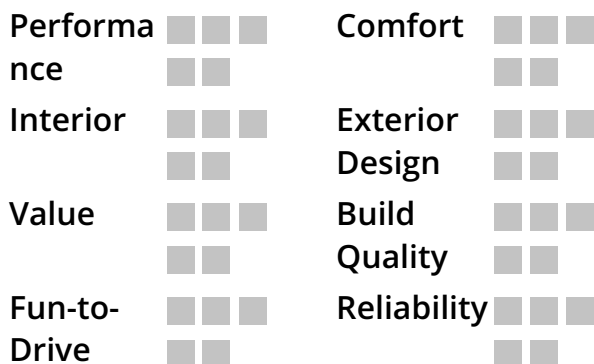 Performa
nce
Comfort
Interior
Exterior
Design
Value
Build
Quality
Fun-to-
Drive
Reliability